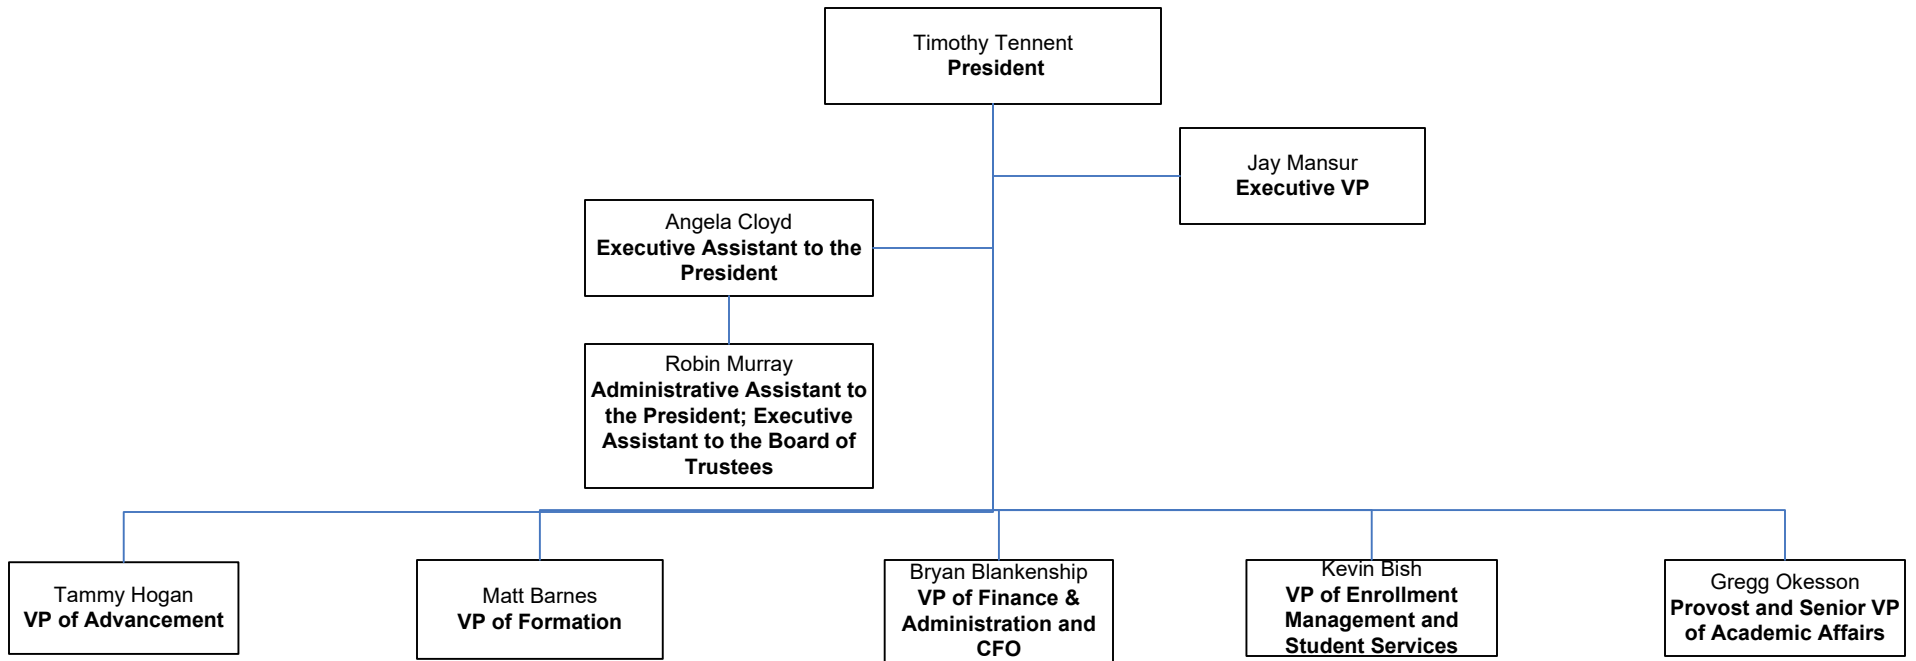 Timothy Tennent
President
Jay Mansur
Executive VP
Angela Cloyd
Executive Assistant to the
President
Robin Murray
Administrative Assistant to
the President; Executive
Assistant to the Board of
Trustees
Tammy Hogan
VP of Advancement
Matt Barnes
VP of Formation
Bryan Blankenship
VP of Finance &
Administration and
CFO
Kevin Bish
VP of Enrollment
Management and
Student Services
Gregg Okesson
Provost and Senior VP
of Academic Affairs